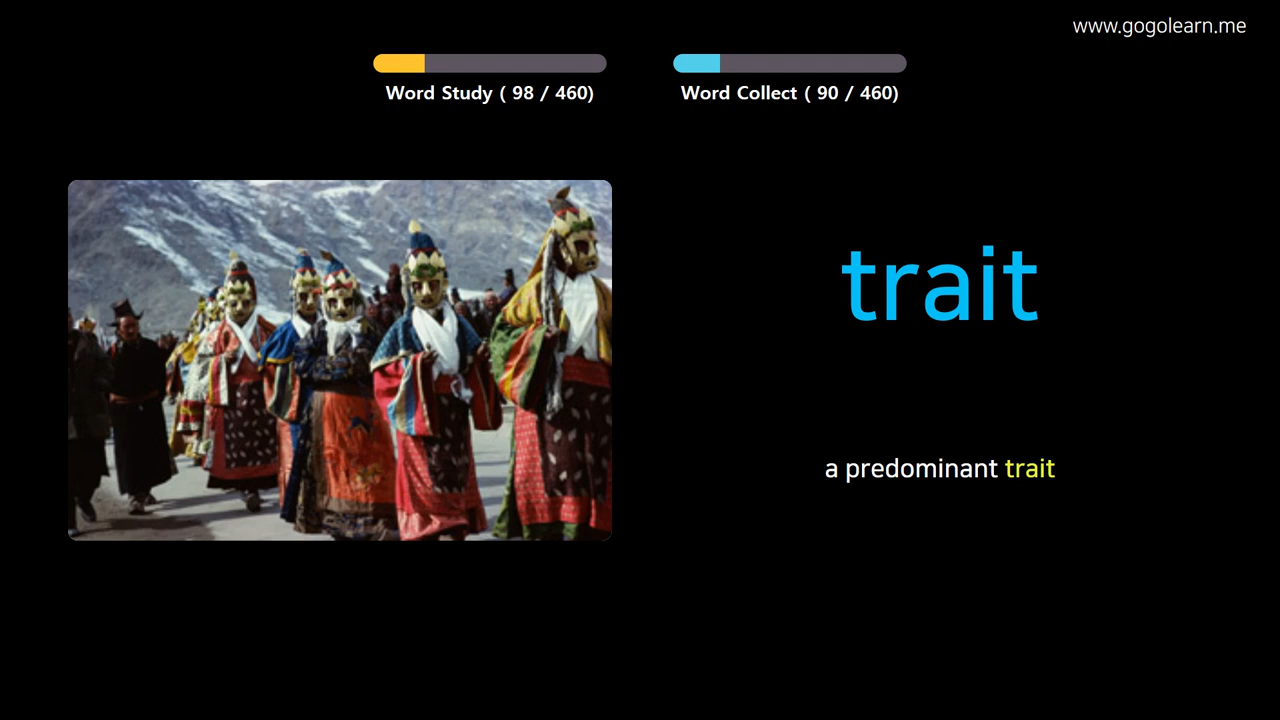 www.gogolearn.me
Word Study ( 98 / 460)
Word Collect ( 90 / 460)
trait
a predominant trait